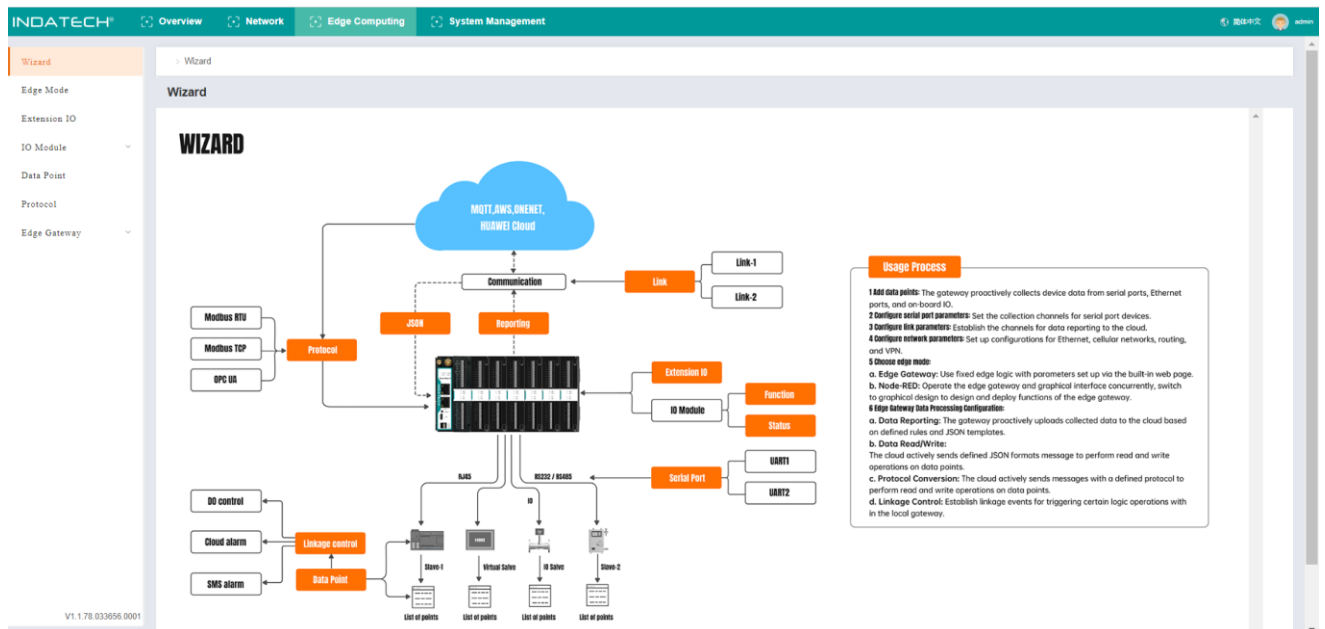 INDATECH®
Overview
Network
Edge Computing
System Management
简体中文
admin
Wizard
Edge Mode
Extension IO
IO Module
Data Point
Protocol
Edge Gateway
V1.1.78.033656.0001
> Wizard
Wizard
WIZARD
MQTT,AWS,ONENET,
HUAWEI Cloud
Communication
Link
Link-1
Link-2
JSON
Reporting
Modbus RTU
Modbus TCP
OPC UA
Protocol
Extension IO
IO Module
Function
Status
RJ45
RS232 / RS485
IO
Serial Port
UART1
UART2
DO control
Cloud alarm
SMS alarm
Linkage control
Data Point
Slave-1
Virtual Salve
IO Salve
Slave-2
List of points
List of points
List of points
List of points
Usage Process
1 Add data points: The gateway proactively collects device data from serial ports, Ethernet
ports, and on-board IO.
2 Configure serial port parameters: Set the collection channels for serial port devices.
3 Configure link parameters: Establish the channels for data reporting to the cloud.
4 Configure network parameters: Set up configurations for Ethernet, cellular networks, routing,
and VPN.
5 Choose edge mode:
a. Edge Gateway: Use fixed edge logic with parameters set up via the built-in web page.
b. Node-RED: Operate the edge gateway and graphical interface concurrently, switch
to graphical design to design and deploy functions of the edge gateway.
6 Edge Gateway Data Processing Configuration:
a. Data Reporting: The gateway proactively uploads collected data to the cloud based
on defined rules and JSON templates.
b. Data Read/Write:
The cloud actively sends defined JSON formats message to perform read and write
operations on data points.
c. Protocol Conversion: The cloud actively sends messages with a defined protocol to
perform read and write operations on data points.
d. Linkage Control: Establish linkage events for triggering certain logic operations with
in the local gateway.